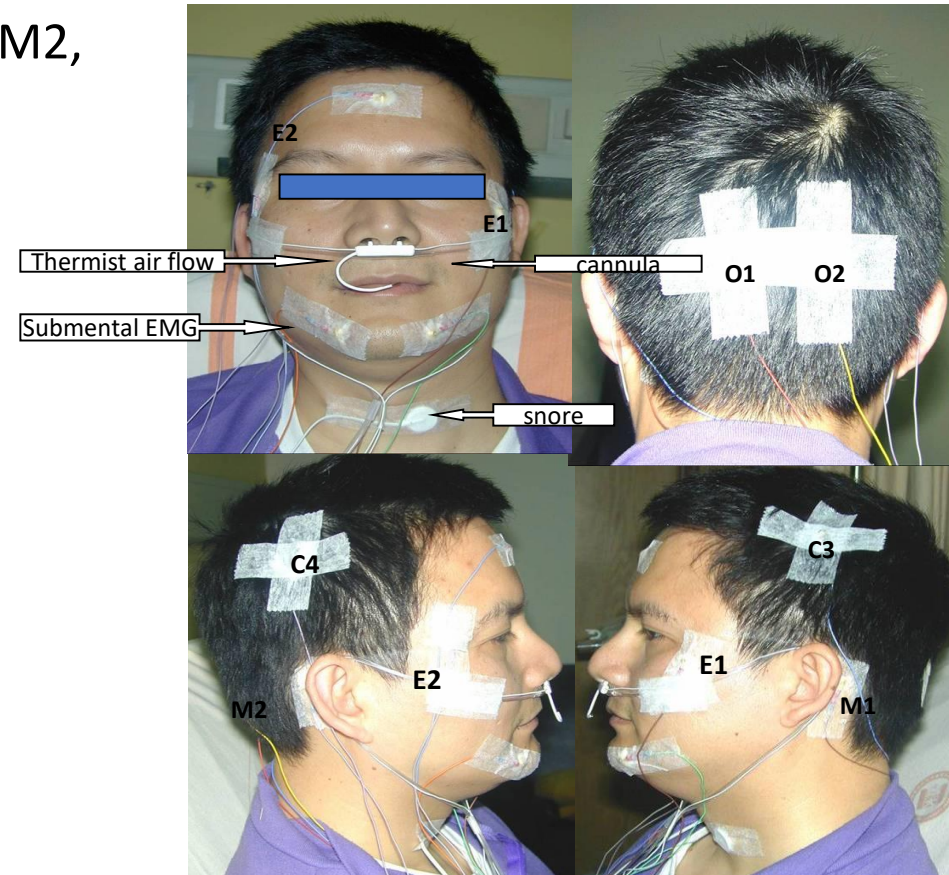 M2,
E2
E1
Thermist air flow
cannula
O1 O2
Submental EMG
snore
C4
C3
E2
E1
M2
M1